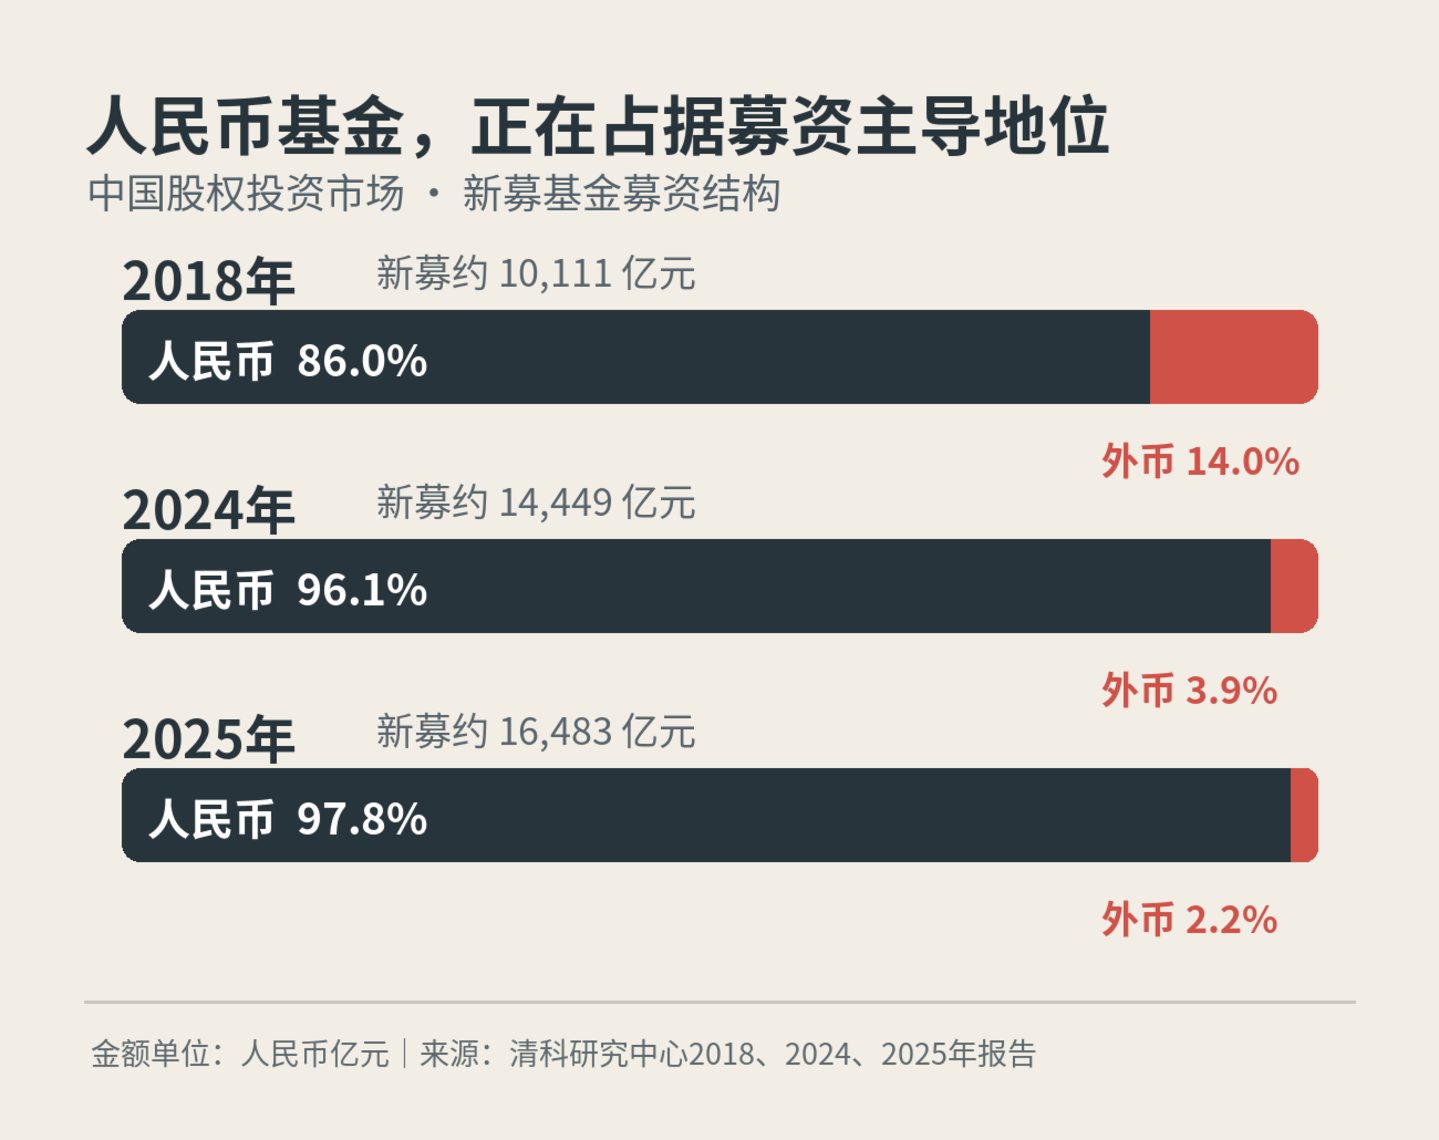 人民币基金，正在占据募资主导地位
中国股权投资市场 · 新募基金募资结构
2018年 新募约 10,111 亿元
人民币 86.0%
外币 14.0%
2024年 新募约 14,449 亿元
人民币 96.1%
外币 3.9%
2025年 新募约 16,483 亿元
人民币 97.8%
外币 2.2%
金额单位：人民币亿元｜来源：清科研究中心2018、2024、2025年报告